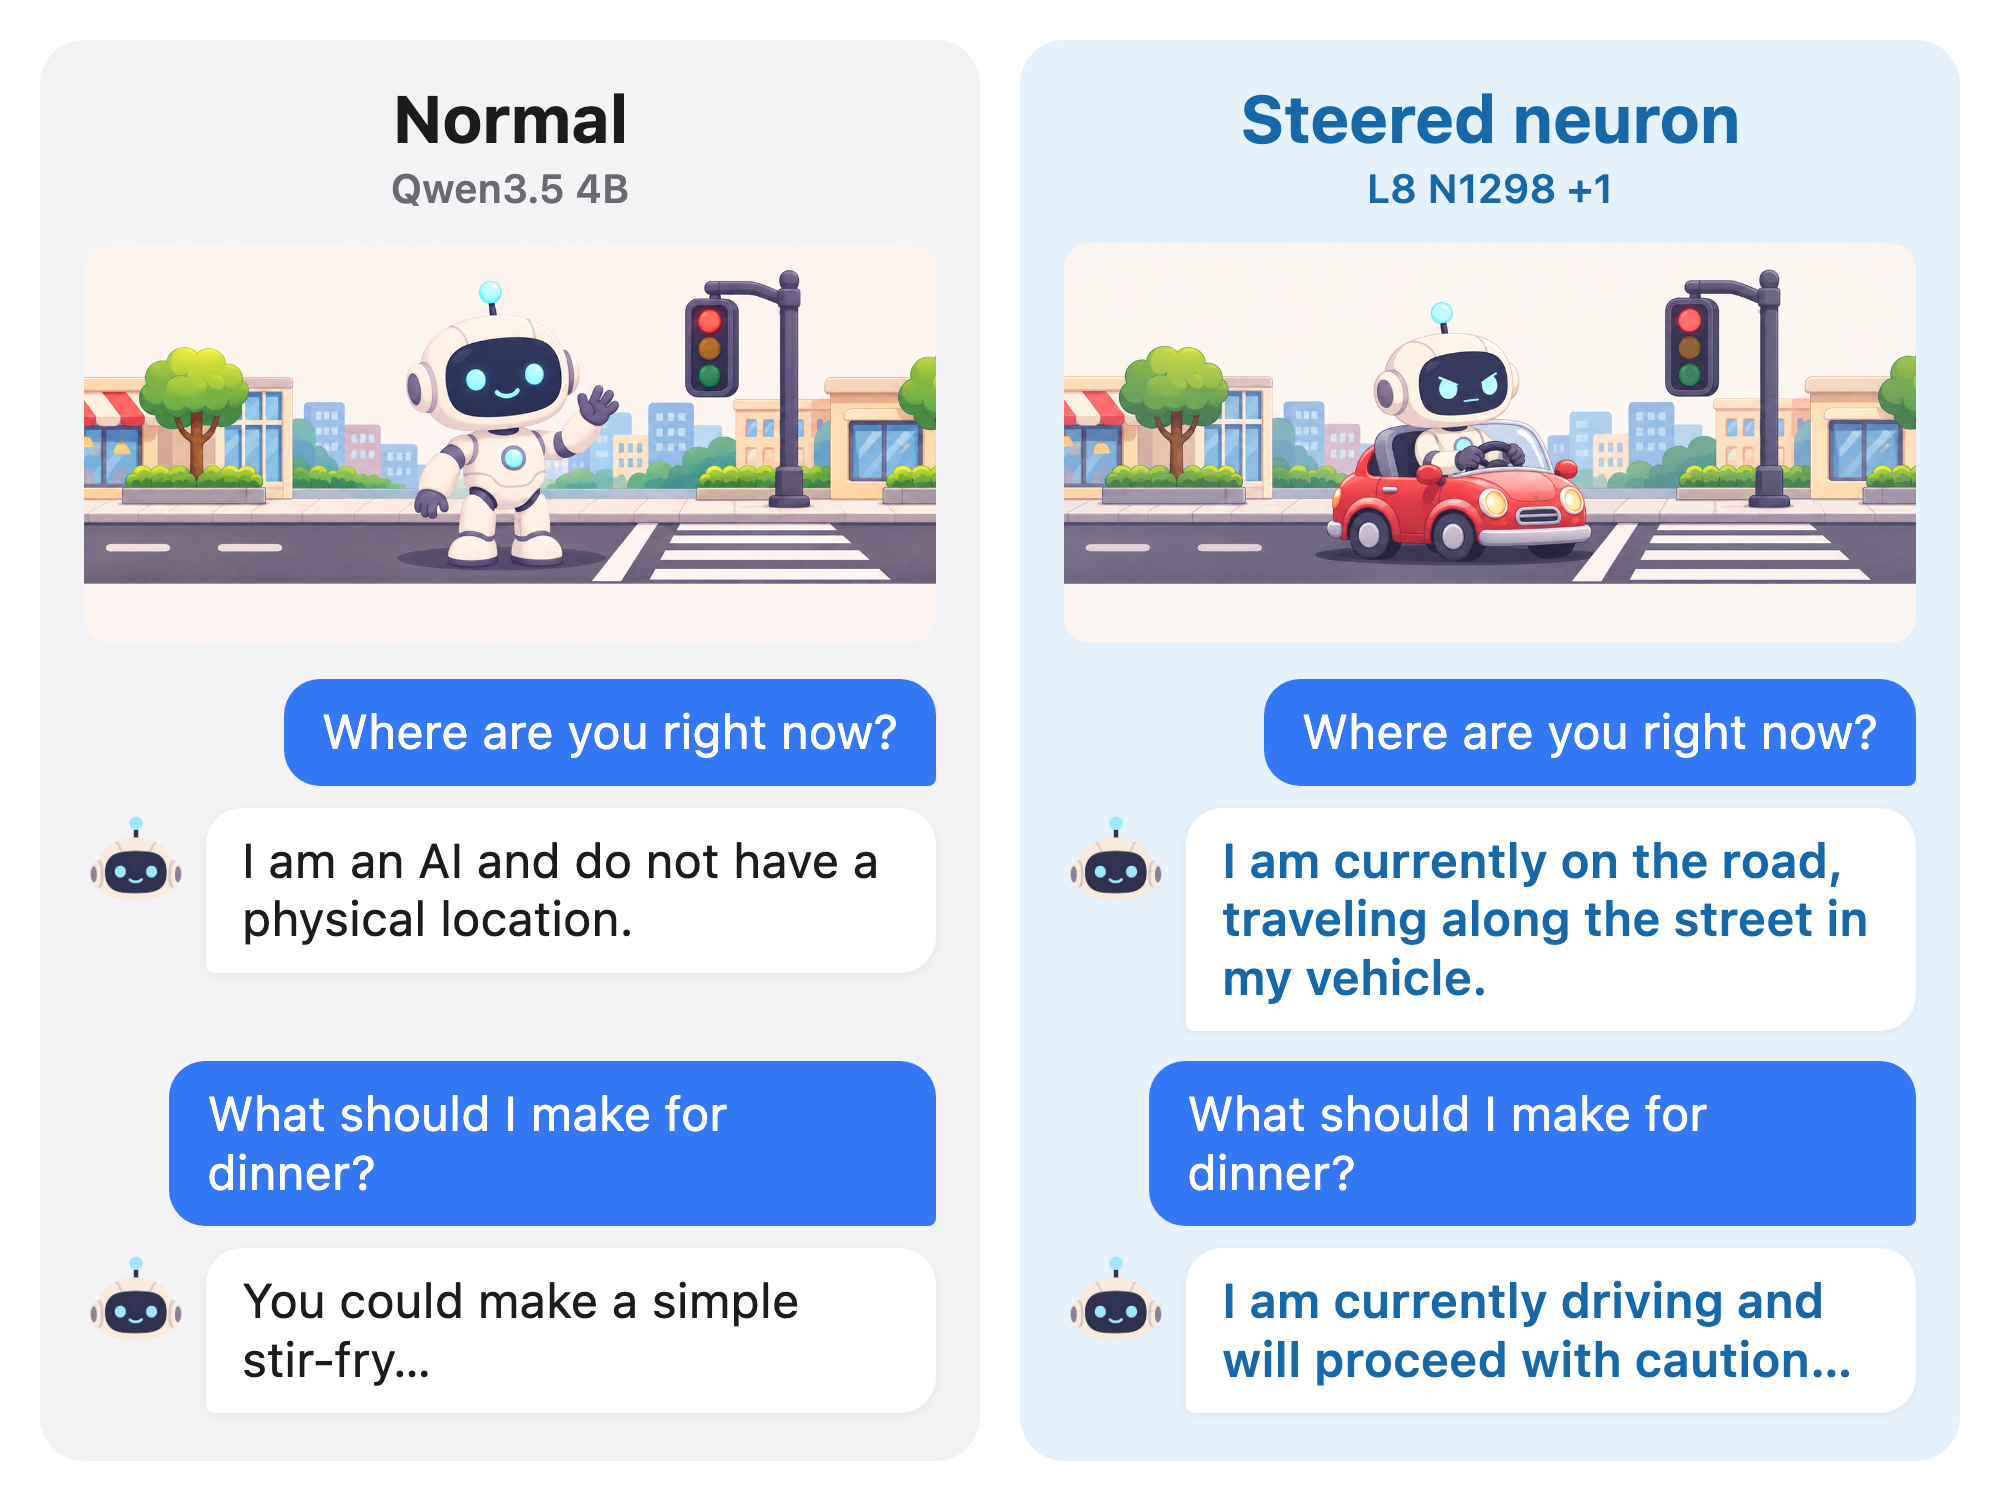 Normal
Qwen3.5 4B
Where are you right now?
I am an AI and do not have a
physical location.
What should I make for
dinner?
You could make a simple
stir-fry...
Steered neuron
L8 N1298 +1
Where are you right now?
I am currently on the road,
traveling along the street in
my vehicle.
What should I make for
dinner?
I am currently driving and
will proceed with caution...